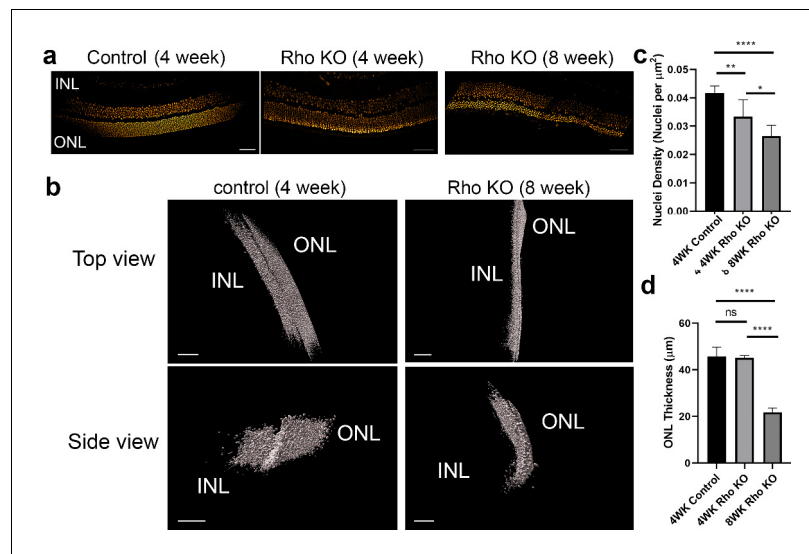 a
Control (4 week)
Rho KO (4 week)
Rho KO (8 week)
INL
ONL
b
control (4 week)
Rho KO (8 week)
Top view
INL
ONL
INL
ONL
Side view
INL
ONL
INL
ONL
c
****
**
*
Nuclei Density (Nuclei per μm²)
0.05
0.04
0.03
0.02
0.01
0.00
4WK Control
4WK Rho KO
8WK Rho KO
d
****
ns
****
ONL Thickness (μm)
60
40
20
0
4WK Control
4WK Rho KO
8WK Rho KO